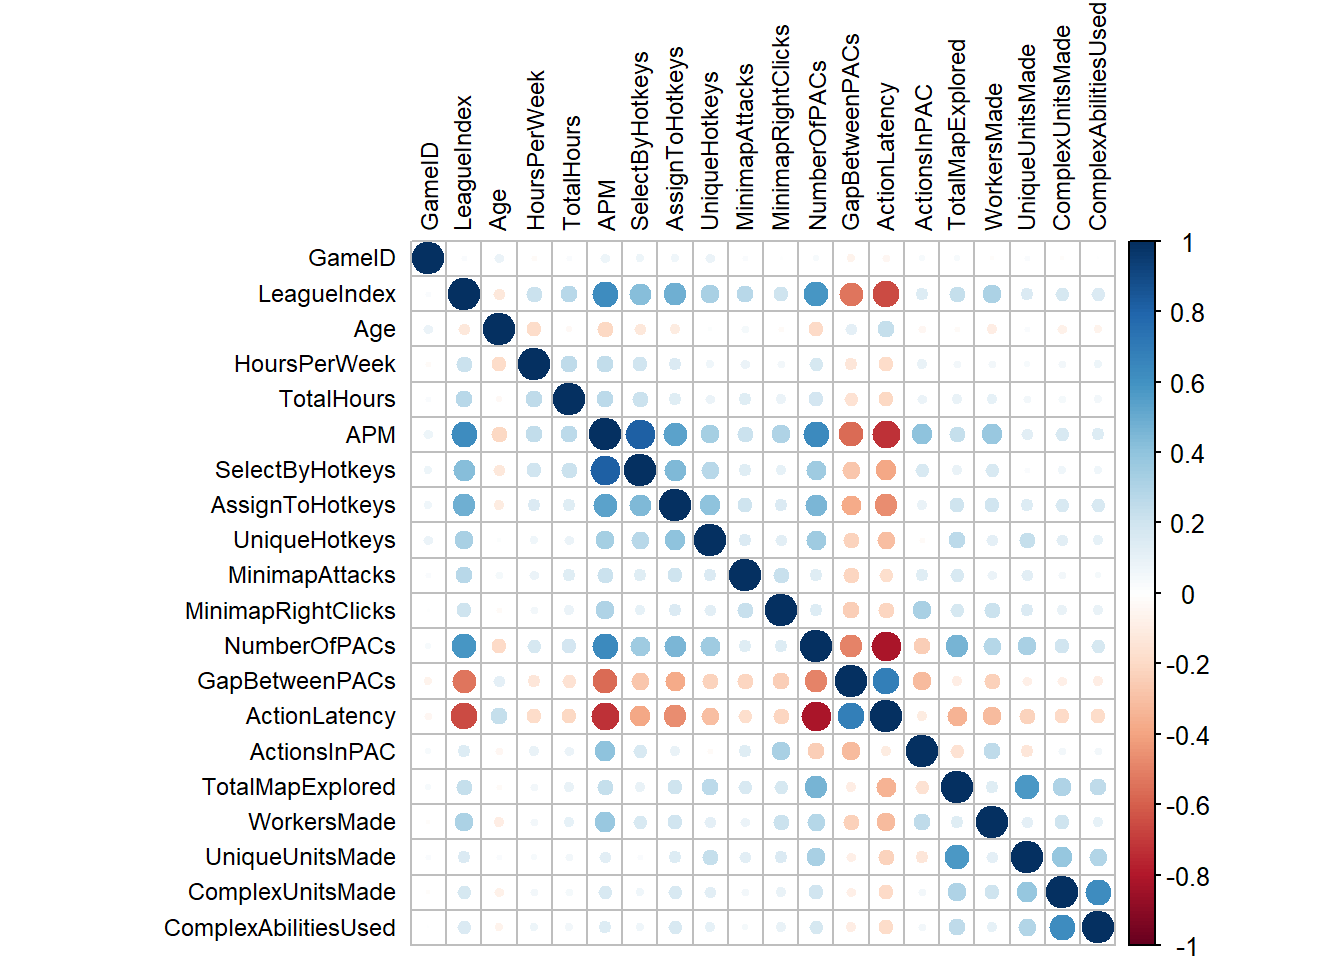 GameID
LeagueIndex
Age
HoursPerWeek
TotalHours
APM
SelectByHotkeys
AssignToHotkeys
UniqueHotkeys
MinimapAttacks
MinimapRightClicks
NumberOfPACs
GapBetweenPACs
ActionLatency
ActionsInPAC
TotalMapExplored
WorkersMade
UniqueUnitsMade
ComplexUnitsMade
ComplexAbilitiesUsed
GameID
LeagueIndex
Age
HoursPerWeek
TotalHours
APM
SelectByHotkeys
AssignToHotkeys
UniqueHotkeys
MinimapAttacks
MinimapRightClicks
NumberOfPACs
GapBetweenPACs
ActionLatency
ActionsInPAC
TotalMapExplored
WorkersMade
UniqueUnitsMade
ComplexUnitsMade
ComplexAbilitiesUsed
1
0.8
0.6
0.4
0.2
0
-0.2
-0.4
-0.6
-0.8
-1